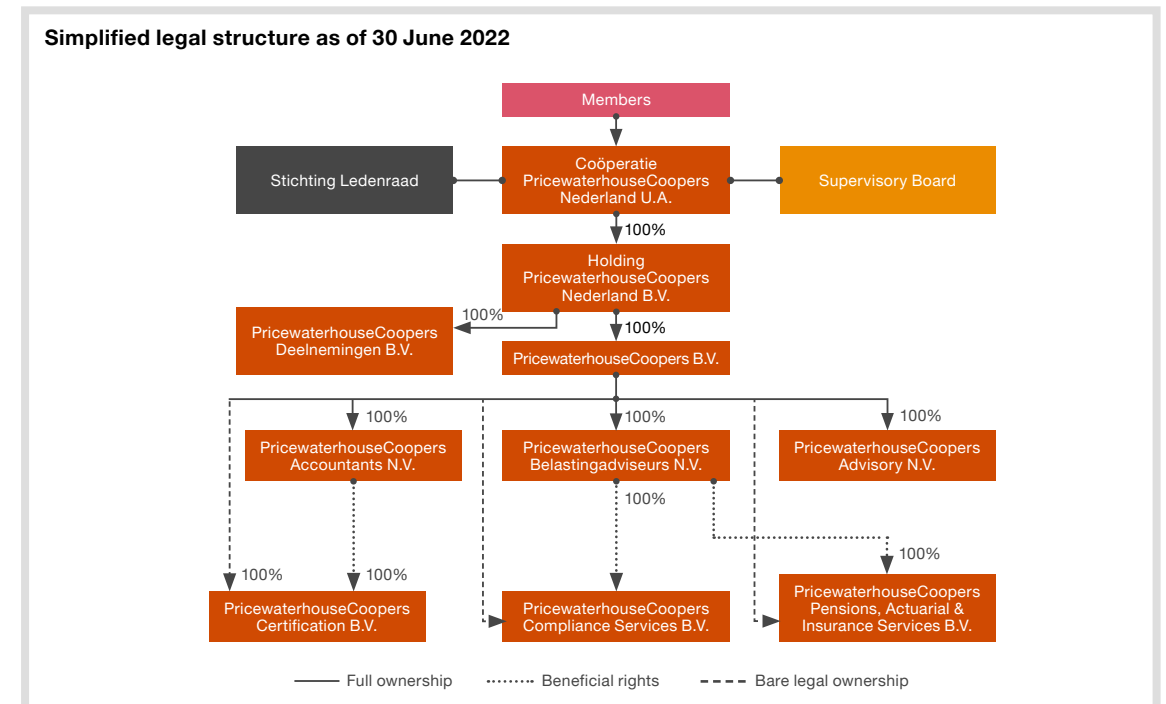 Simplified legal structure as of 30 June 2022
Members
Stichting Ledenraad
Coöperatie
PricewaterhouseCoopers
Nederland U.A.
Supervisory Board
100%
Holding
PricewaterhouseCoopers
Nederland B.V.
100%
100%
PricewaterhouseCoopers
Deelnemingen B.V.
PricewaterhouseCoopers B.V.
100%
100%
100%
PricewaterhouseCoopers
Accountants N.V.
PricewaterhouseCoopers
Belastingadviseurs N.V.
PricewaterhouseCoopers
Advisory N.V.
100%
100%
100%
100%
PricewaterhouseCoopers
Certification B.V.
PricewaterhouseCoopers
Compliance Services B.V.
PricewaterhouseCoopers
Pensions, Actuarial &
Insurance Services B.V.
Full ownership
Beneficial rights
Bare legal ownership